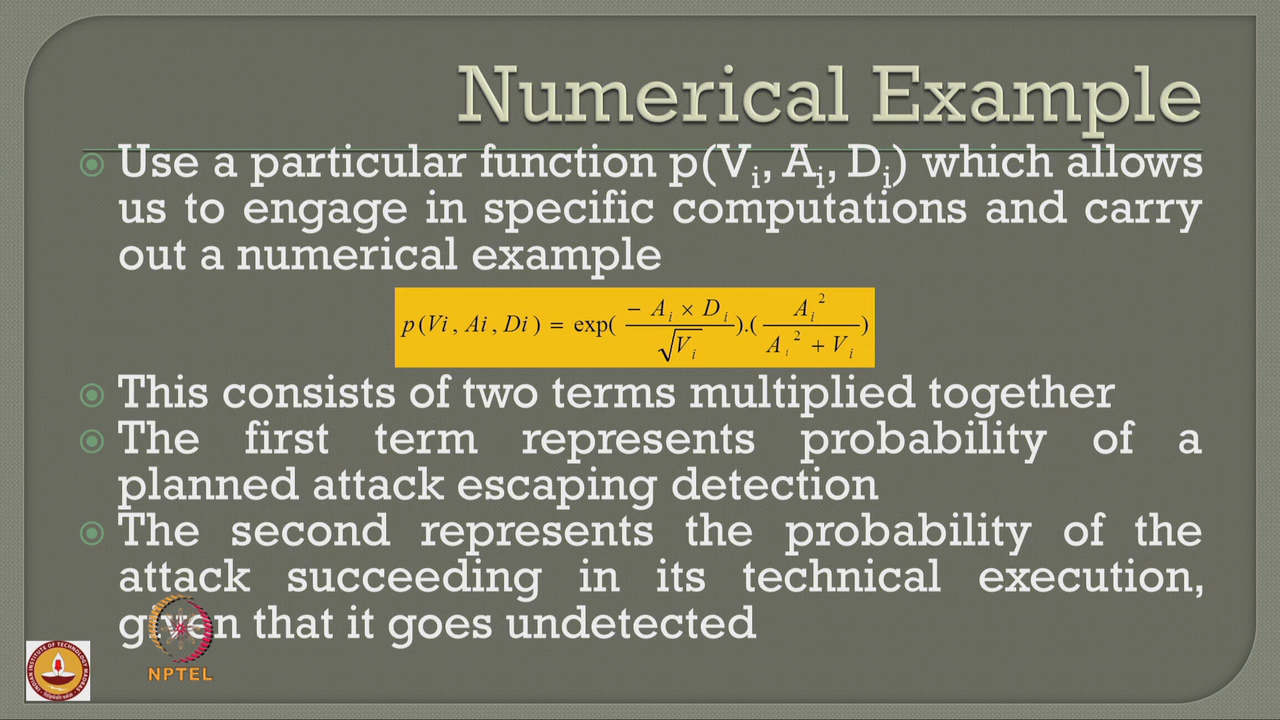 Numerical Example
Use a particular function p(Vi, Ai, Di) which allows
us to engage in specific computations and carry
out a numerical example
p(Vi, Ai, Di) = exp( − Ai × Di / √Vi ).( Ai² / Ai² + Vi )
This consists of two terms multiplied together
The first term represents probability of a
planned attack escaping detection
The second represents the probability of the
attack succeeding in its technical execution,
given that it goes undetected
NPTEL